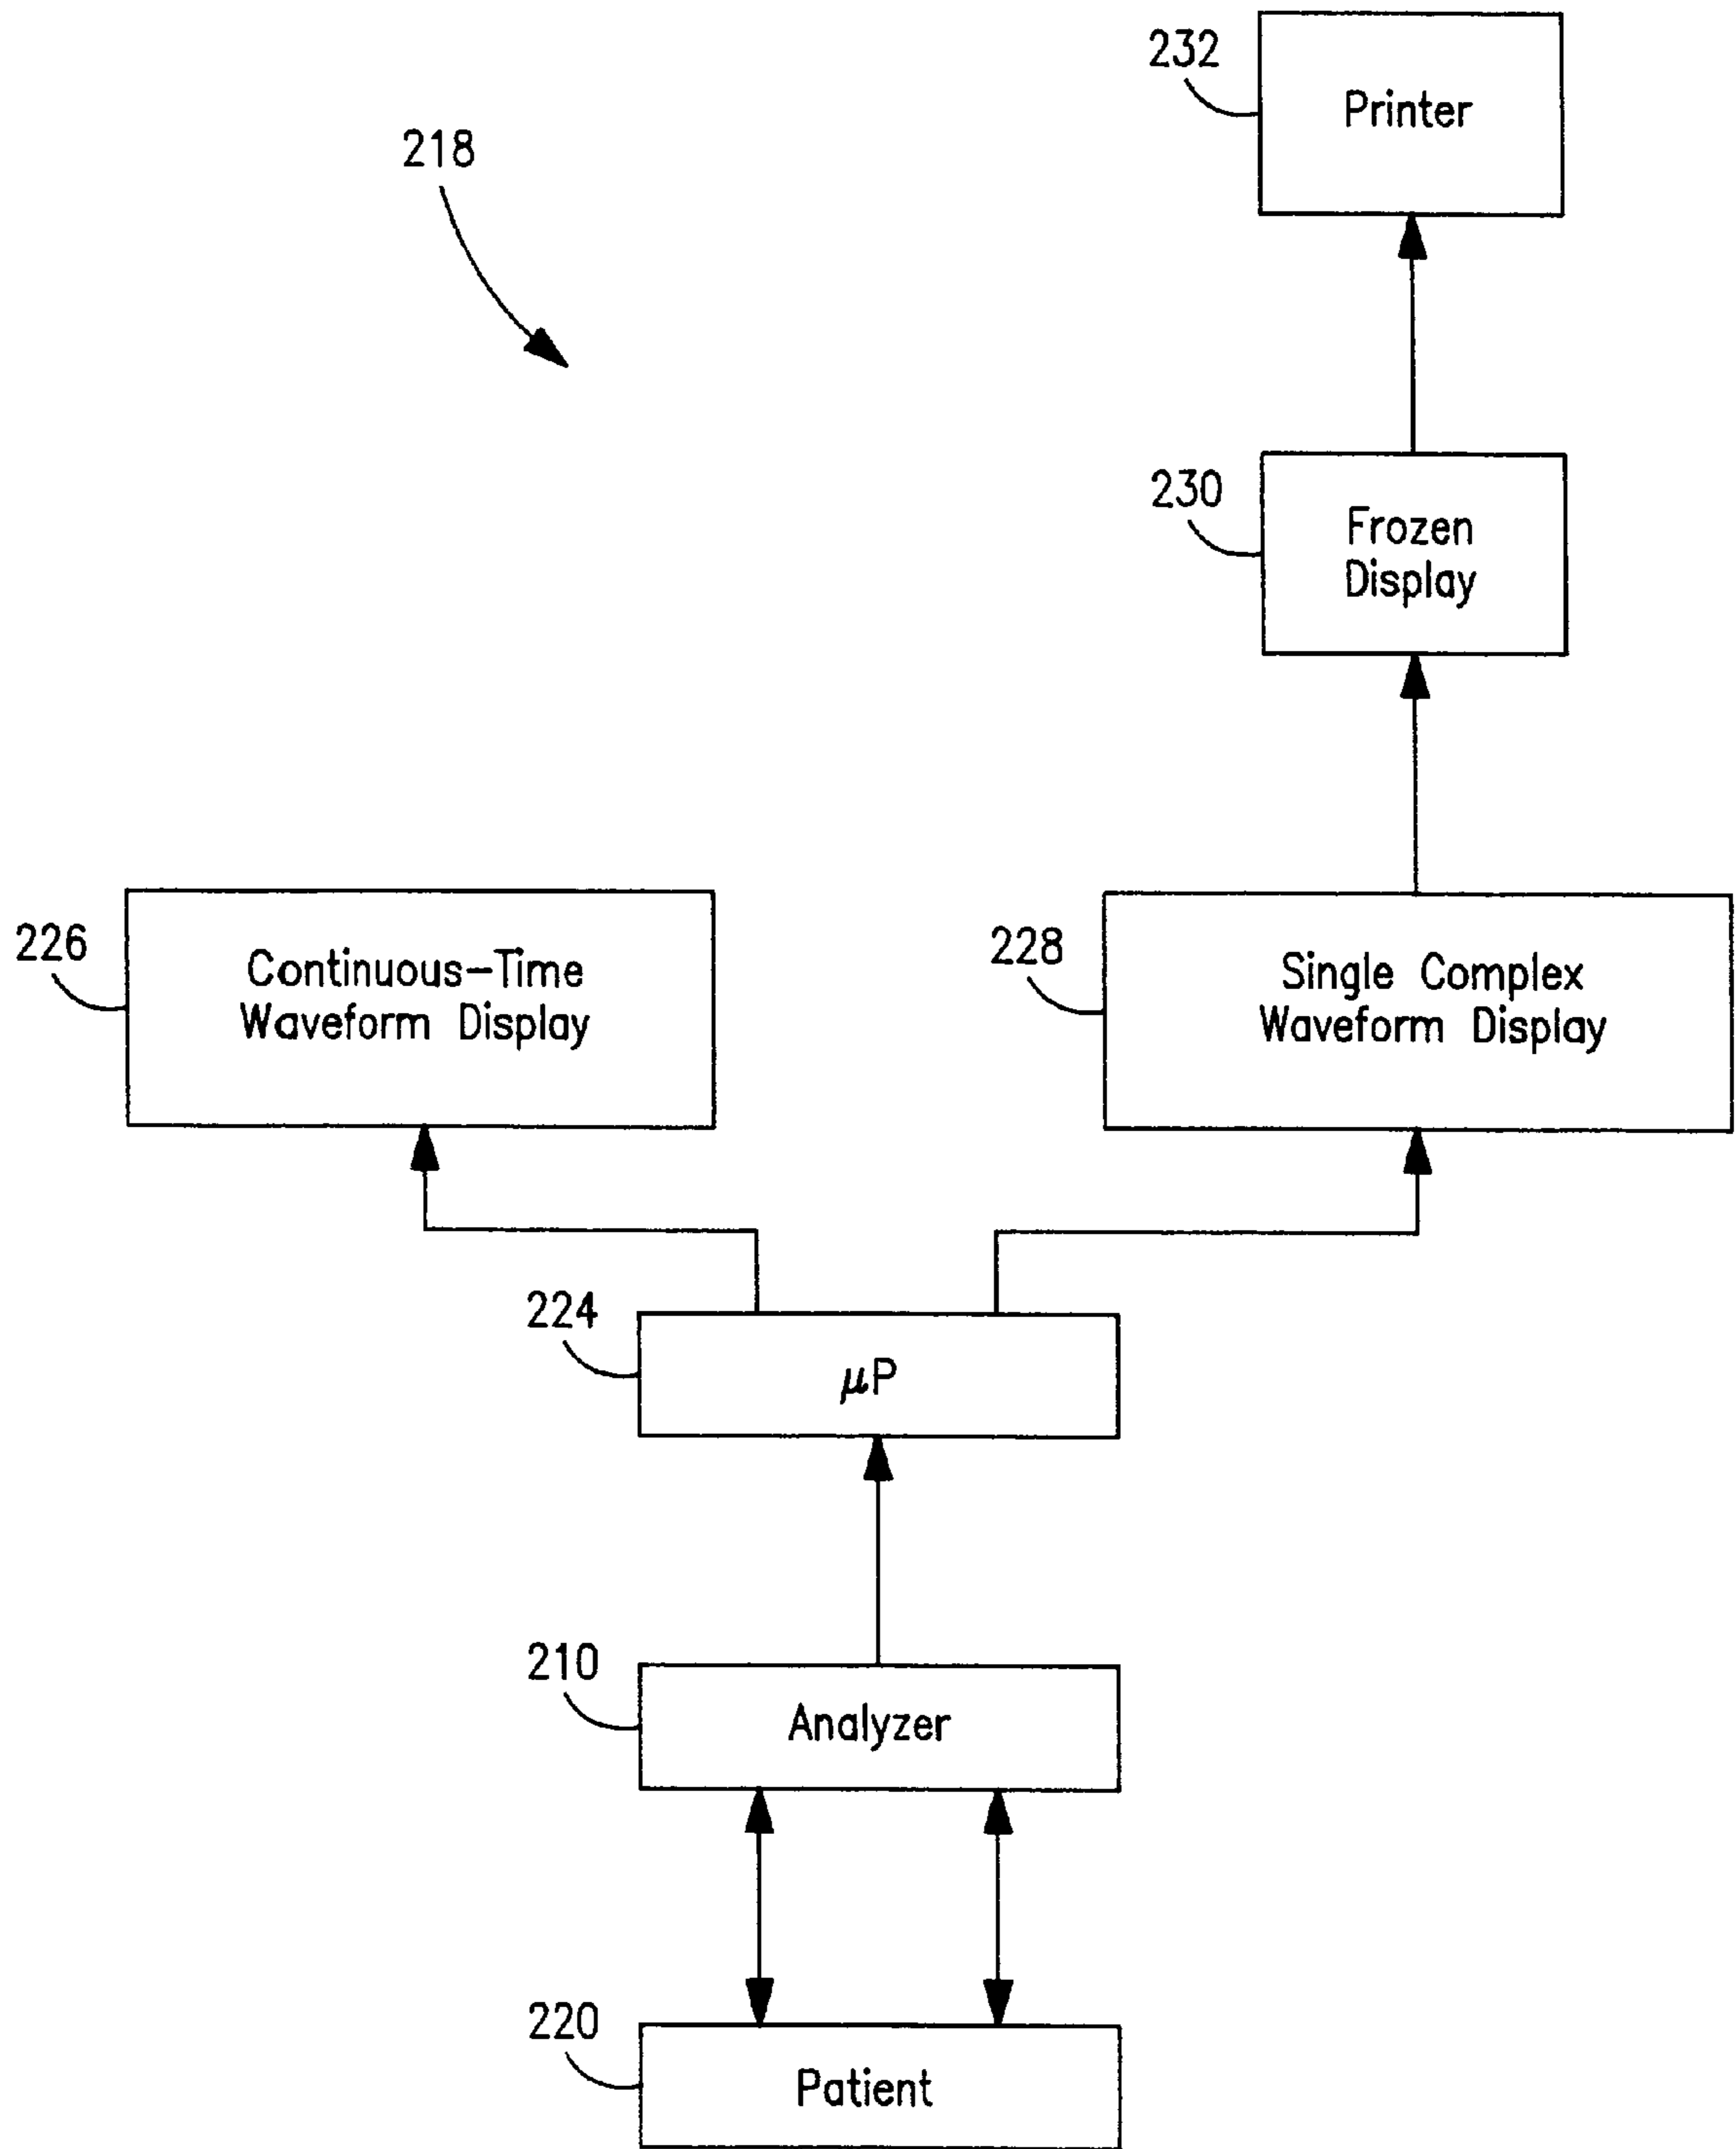 232
Printer
218
230
Frozen
Display
226
Continuous-Time
Waveform Display
228
Single Complex
Waveform Display
224
μP
210
Analyzer
220
Patient